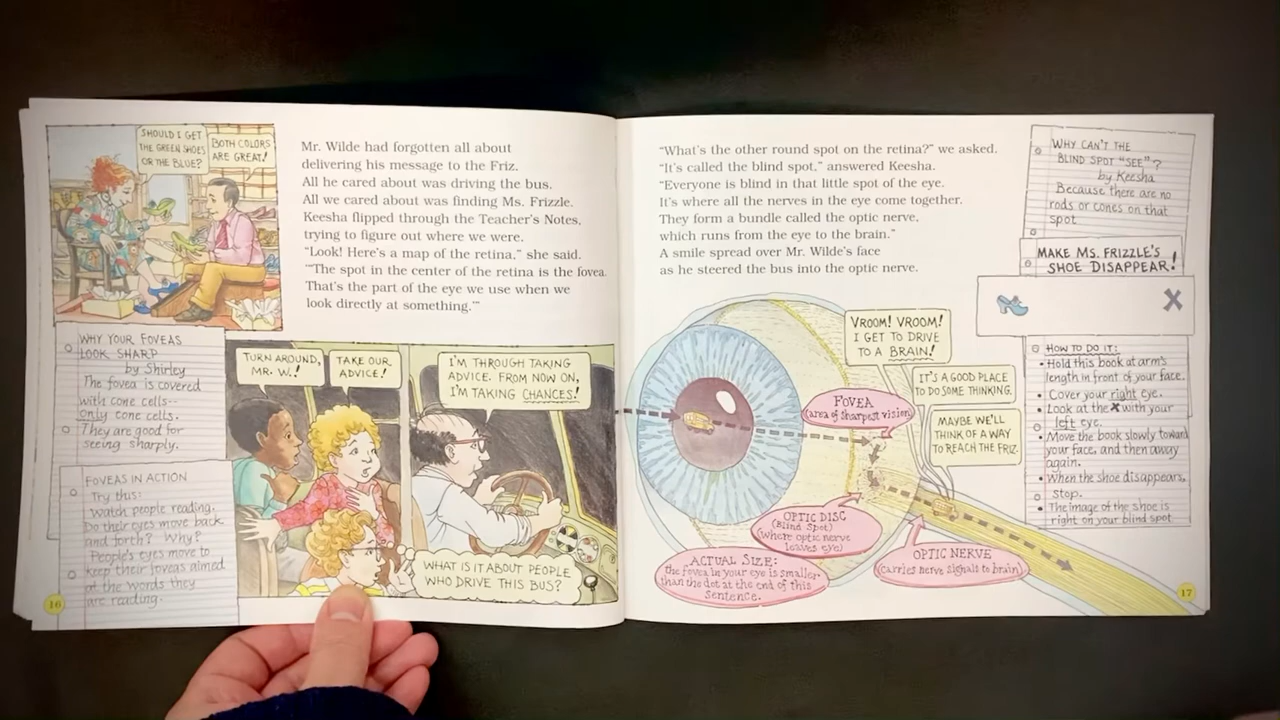 SHOULD I GET
THE GREEN SHOES
OR THE BLUE?
BOTH COLORS
ARE GREAT!
Mr. Wilde had forgotten all about
delivering his message to the Friz.
All he cared about was driving the bus.
All we cared about was finding Ms. Frizzle.
Keesha flipped through the Teacher's Notes,
trying to figure out where we were.
"Look! Here's a map of the retina," she said.
"'The spot in the center of the retina is the fovea.
That's the part of the eye we use when we
look directly at something.'"
WHY YOUR FOVEAS
LOOK SHARP
by Shirley
The fovea is covered
with cone cells--
only cone cells.
They are good for
seeing sharply.
FOVEAS IN ACTION
Try this:
Watch people reading.
Do their eyes move back
and forth? Why?
People's eyes move to
keep their foveas aimed
at the words they
are reading.
TURN AROUND,
MR. W.!
TAKE OUR
ADVICE!
I'M THROUGH TAKING
ADVICE. FROM NOW ON,
I'M TAKING CHANCES!
WHAT IS IT ABOUT PEOPLE
WHO DRIVE THIS BUS?
16
"What's the other round spot on the retina?" we asked.
"It's called the blind spot," answered Keesha.
"Everyone is blind in that little spot of the eye.
It's where all the nerves in the eye come together.
They form a bundle called the optic nerve,
which runs from the eye to the brain."
A smile spread over Mr. Wilde's face
as he steered the bus into the optic nerve.
VROOM! VROOM!
I GET TO DRIVE
TO A BRAIN!
IT'S A GOOD PLACE
TO DO SOME THINKING.
MAYBE WE'LL
THINK OF A WAY
TO REACH THE FRIZ.
FOVEA
(area of sharpest vision)
OPTIC DISC
(Blind Spot)
(where optic nerve
leaves eye)
ACTUAL SIZE:
the fovea in your eye is smaller
than the dot at the end of this
sentence.
OPTIC NERVE
(carries nerve signals to brain)
WHY CAN'T THE
BLIND SPOT "SEE"?
by Keesha
Because there are no
rods or cones on that
spot
MAKE MS. FRIZZLE'S
SHOE DISAPPEAR!
X
HOW TO DO IT:
• Hold this book at arm's
length in front of your face.
• Cover your right eye.
• Look at the X with your
left eye.
• Move the book slowly toward
your face, and then away
again.
• When the shoe disappears,
stop.
• The image of the shoe is
right on your blind spot
17